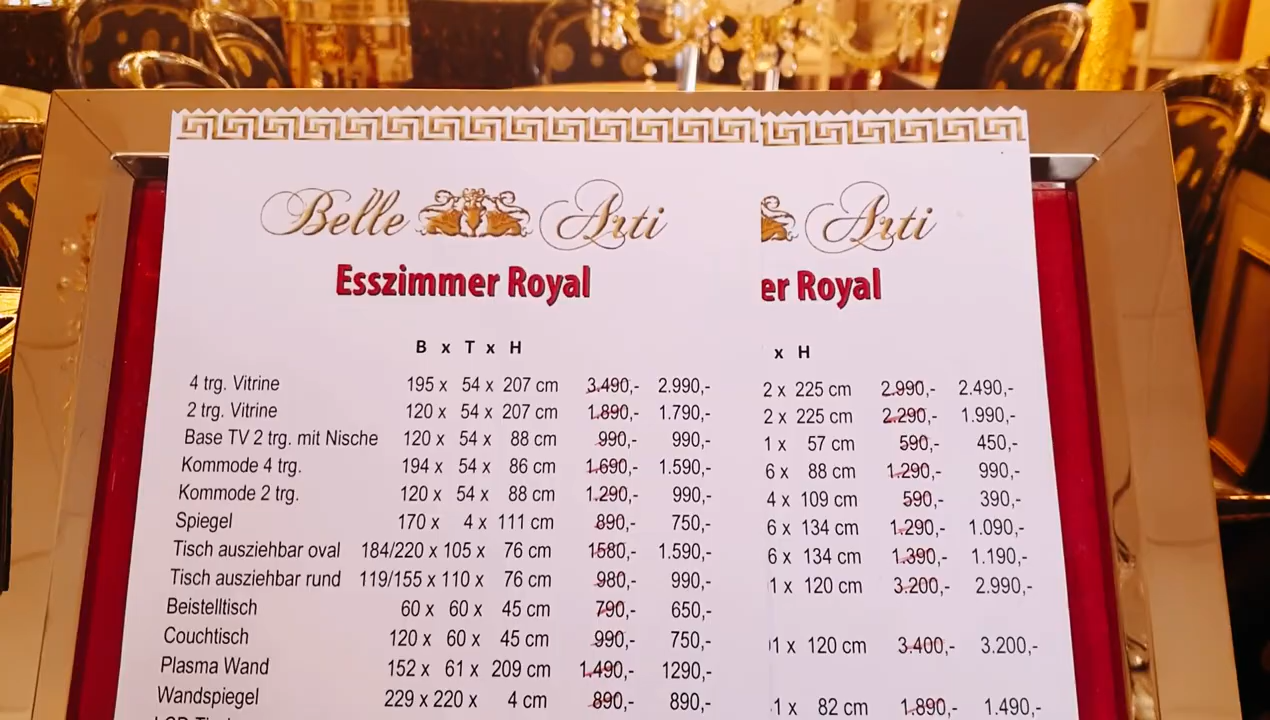 Belle Arti
Esszimmer Royal
B x T x H
4 trg. Vitrine 195 x 54 x 207 cm 3.490,- 2.990,-
2 trg. Vitrine 120 x 54 x 207 cm 1.890,- 1.790,-
Base TV 2 trg. mit Nische 120 x 54 x 88 cm 990,- 990,-
Kommode 4 trg. 194 x 54 x 86 cm 1.690,- 1.590,-
Kommode 2 trg. 120 x 54 x 88 cm 1.290,- 990,-
Spiegel 170 x 4 x 111 cm 890,- 750,-
Tisch ausziehbar oval 184/220 x 105 x 76 cm 1580,- 1.590,-
Tisch ausziehbar rund 119/155 x 110 x 76 cm 980,- 990,-
Beistelltisch 60 x 60 x 45 cm 790,- 650,-
Couchtisch 120 x 60 x 45 cm 990,- 750,-
Plasma Wand 152 x 61 x 209 cm 1.490,- 1290,-
Wandspiegel 229 x 220 x 4 cm 890,- 890,-
Arti
er Royal
x H
2 x 225 cm 2.990,- 2.490,-
2 x 225 cm 2.290,- 1.990,-
1 x 57 cm 590,- 450,-
6 x 88 cm 1.290,- 990,-
4 x 109 cm 590,- 390,-
6 x 134 cm 1.290,- 1.090,-
6 x 134 cm 1.390,- 1.190,-
1 x 120 cm 3.200,- 2.990,-
1 x 120 cm 3.400,- 3.200,-
1 x 82 cm 1.890,- 1.490,-